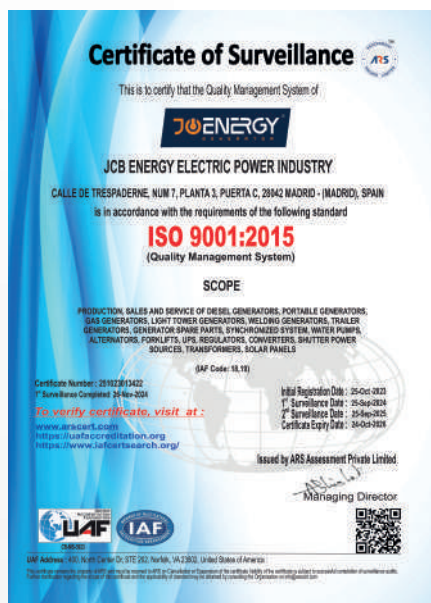 Certificate of Surveillance
ARS
This is to certify that the Quality Management System of
JCBENERGY
GENERATOR
JCB ENERGY ELECTRIC POWER INDUSTRY
CALLE DE TRESPADERNE, NUM 7, PLANTA 3, PUERTA C, 28042 MADRID - (MADRID), SPAIN
is in accordance with the requirements of the following standard
ISO 9001:2015
(Quality Management System)
SCOPE
PRODUCTION, SALES AND SERVICE OF DIESEL GENERATORS, PORTABLE GENERATORS,
GAS GENERATORS, LIGHT TOWER GENERATORS, WELDING GENERATORS, TRAILER
GENERATORS, GENERATOR SPARE PARTS, SYNCHRONIZED SYSTEM, WATER PUMPS,
ALTERNATORS, FORKLIFTS, UPS, REGULATORS, CONVERTERS, SHUTTER POWER
SOURCES, TRANSFORMERS, SOLAR PANELS
(IAF Code: 18,19)
Certificate Number : 251023013422
1st Surveillance Completed: 26-Nov-2024
Initial Registration Date : 25-Oct-2023
1st Surveillance Date : 25-Sep-2024
2nd Surveillance Date : 25-Sep-2025
Certificate Expiry Date : 24-Oct-2026
To verify certificate, visit at :
www.arscert.com
https://uafaccreditation.org
https://www.iafcertsearch.org/
Issued by ARS Assessment Private Limited
Managing Director
UAF
IAF
UAF Address : 400, North Center Dr, STE 202, Norfolk, VA 23502, United States of America